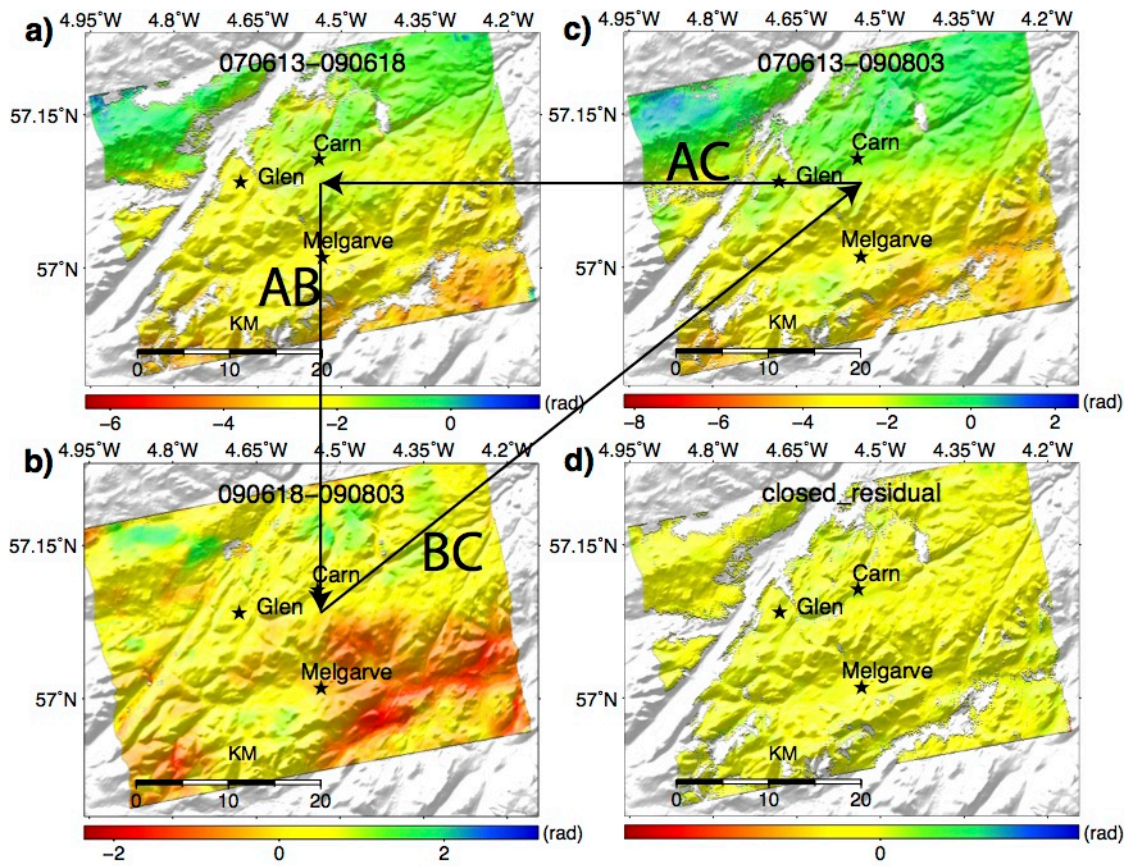 4.95°W 4.8°W 4.65°W 4.5°W 4.35°W 4.2°W
a)
070613−090618
57.15°N
Carn
Glen
Melgarve
57°N
AB
KM
0 10 20
(rad)
−6 −4 −2 0
4.95°W 4.8°W 4.65°W 4.5°W 4.35°W 4.2°W
c)
070613−090803
57.15°N
AC
Carn
Glen
Melgarve
57°N
KM
0 10 20
(rad)
−8 −6 −4 −2 0 2
4.95°W 4.8°W 4.65°W 4.5°W 4.35°W 4.2°W
b)
090618−090803
57.15°N
BC
Carn
Glen
Melgarve
57°N
KM
0 10 20
(rad)
−2 0 2
4.95°W 4.8°W 4.65°W 4.5°W 4.35°W 4.2°W
d)
closed_residual
57.15°N
Carn
Glen
Melgarve
57°N
KM
0 10 20
(rad)
0